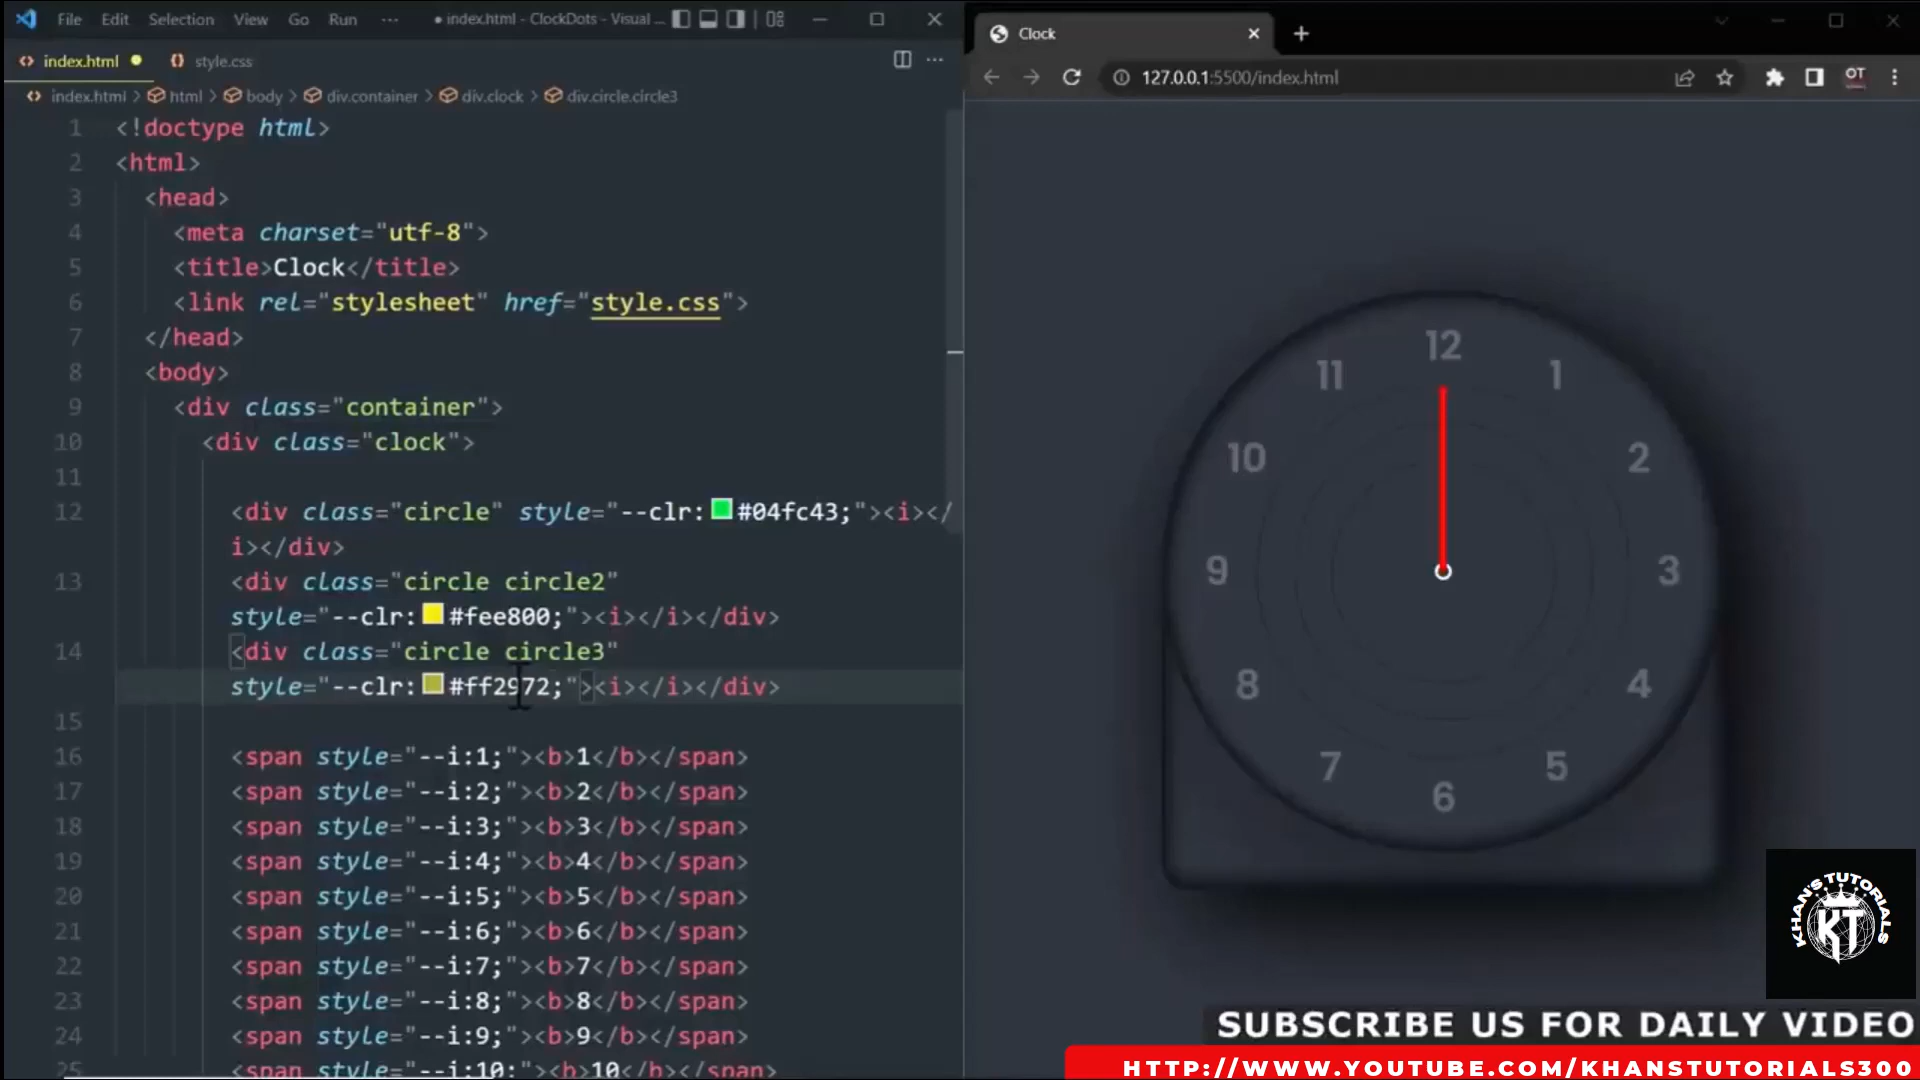 File Edit Selection View Go Run ··· ● index.html - ClockDots - Visual ...
index.html ● style.css ···
index.html > html > body > div.container > div.clock > div.circle.circle3
1 <!doctype html>
2 <html>
3 <head>
4 <meta charset="utf-8">
5 <title>Clock</title>
6 <link rel="stylesheet" href="style.css">
7 </head>
8 <body>
9 <div class="container">
10 <div class="clock">
11
12 <div class="circle" style="--clr:#04fc43;"><i></
i></div>
13 <div class="circle circle2"
style="--clr:#fee800;"><i></i></div>
14 <div class="circle circle3"
style="--clr:#ff2972;"><i></i></div>
15
16 <span style="--i:1;"><b>1</b></span>
17 <span style="--i:2;"><b>2</b></span>
18 <span style="--i:3;"><b>3</b></span>
19 <span style="--i:4;"><b>4</b></span>
20 <span style="--i:5;"><b>5</b></span>
21 <span style="--i:6;"><b>6</b></span>
22 <span style="--i:7;"><b>7</b></span>
23 <span style="--i:8;"><b>8</b></span>
24 <span style="--i:9;"><b>9</b></span>
25 <span style="--i:10;"><b>10</b></span>
Clock
127.0.0.1:5500/index.html OT
12
11 1
10 2
9 3
8 4
7 5
6
KHAN'S TUTORIALS
KT
SUBSCRIBE US FOR DAILY VIDEO
HTTP://WWW.YOUTUBE.COM/KHANSTUTORIALS300